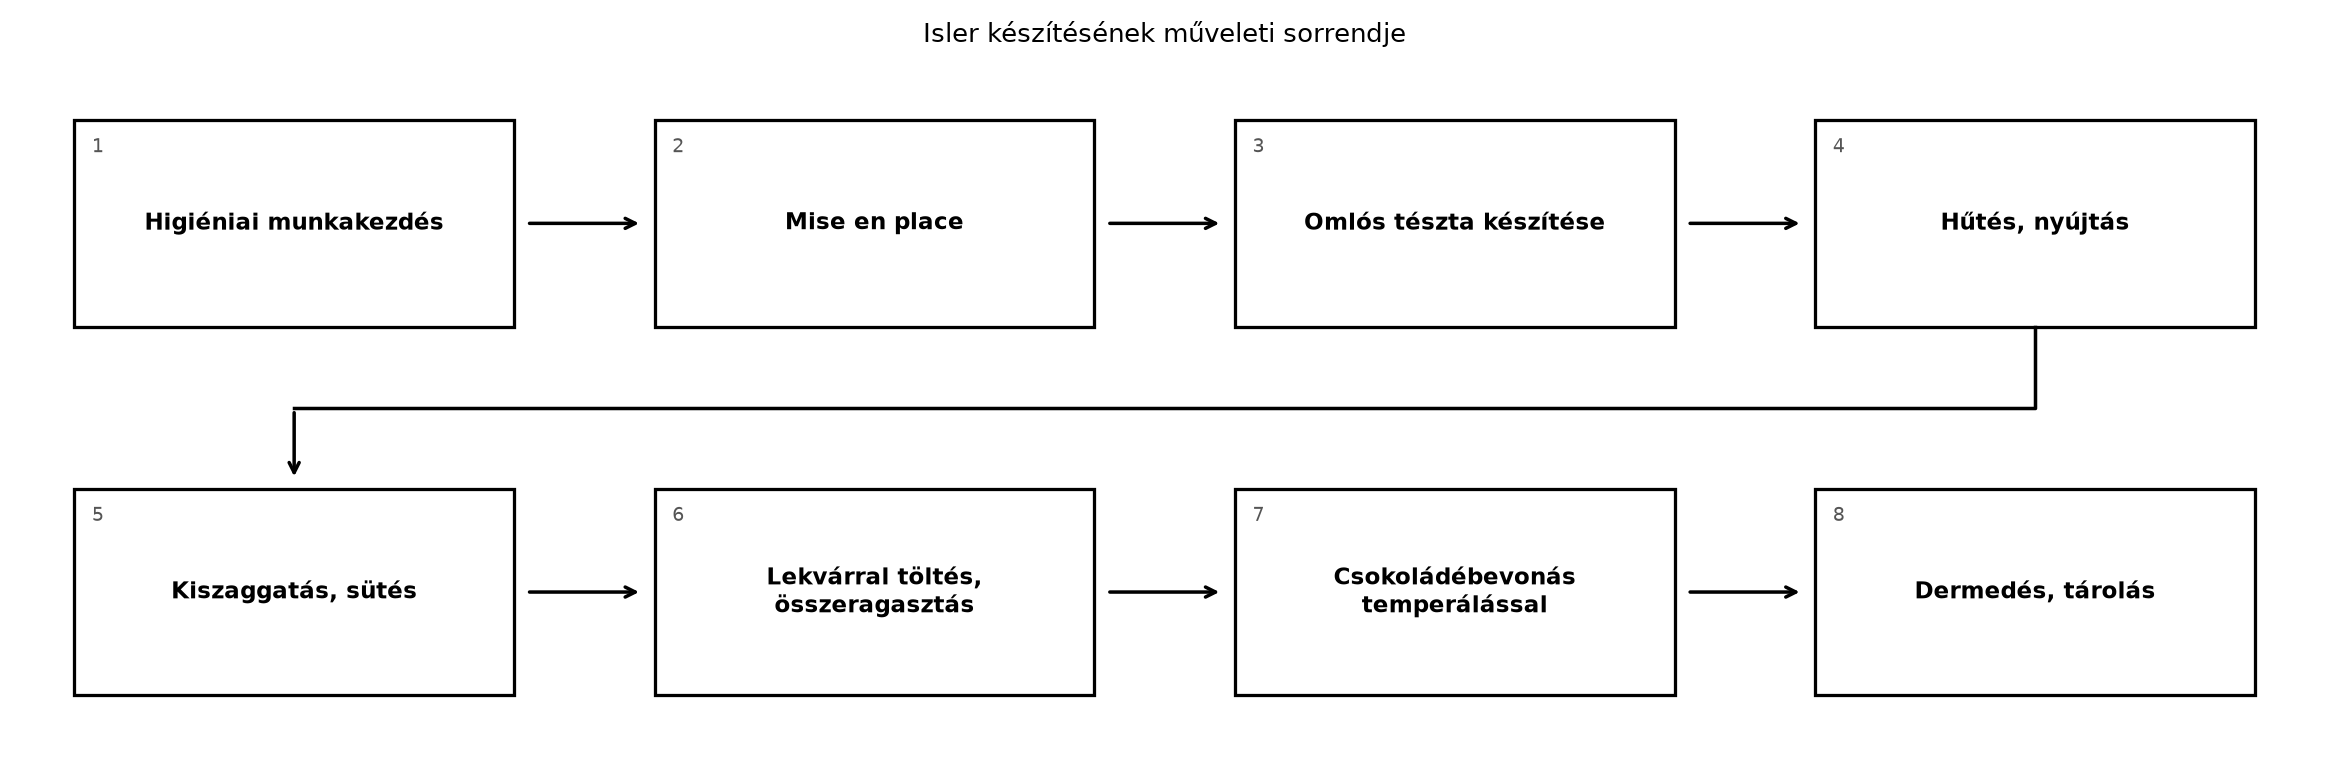 Isler készítésének műveleti sorrendje
1
Higiéniai munkakezdés
2
Mise en place
3
Omlós tészta készítése
4
Hűtés, nyújtás
5
Kiszaggatás, sütés
6
Lekvárral töltés,
összeragasztás
7
Csokoládébevonás
temperálással
8
Dermedés, tárolás